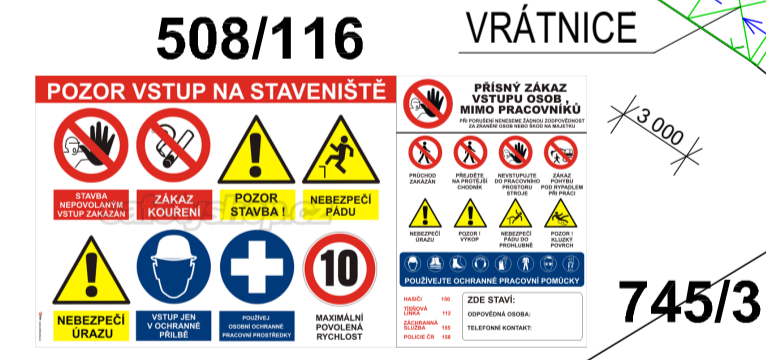 508/116
VRÁTNICE
3 000
745/3
POZOR VSTUP NA STAVENIŠTĚ
STAVBA
NEPOVOLANÝM
VSTUP ZAKÁZÁN
ZÁKAZ
KOUŘENÍ
POZOR
STAVBA !
NEBEZPEČÍ
PÁDU
NEBEZPEČÍ
ÚRAZU
VSTUP JEN
V OCHRANNÉ
PŘILBĚ
POUŽÍVEJ
OSOBNÍ OCHRANNÉ
PRACOVNÍ PROSTŘEDKY
10
MAXIMÁLNÍ
POVOLENÁ
RYCHLOST
PŘÍSNÝ ZÁKAZ
VSTUPU OSOB ,
MIMO PRACOVNÍKŮ
PŘI PORUŠENÍ NENESEME ŽÁDNOU ZODPOVĚDNOST
ZA ZRANĚNÍ OSOB NEBO ŠKOD NA MAJETKU
PRŮCHOD
ZAKÁZÁN
PŘEJDĚTE
NA PROTĚJŠÍ
CHODNÍK
NEVSTUPUJTE
DO PRACOVNÍHO
PROSTORU
STROJE
ZÁKAZ
POHYBU
POD RYPADLEM
PŘI PRÁCI
NEBEZPEČÍ
ÚRAZU
POZOR !
VÝKOP
NEBEZPEČÍ
PÁDU DO
PROHLUBNĚ
POZOR !
KLUZKÝ
POVRCH
POUŽÍVEJTE OCHRANNÉ PRACOVNÍ POMŮCKY
HASIČI 150
TÍSŇOVÁ
LINKA 112
ZÁCHRANNÁ
SLUŽBA 155
POLICIE ČR 158
ZDE STAVÍ:
ODPOVĚDNÁ OSOBA:
TELEFONNÍ KONTAKT:
safetyshop.cz